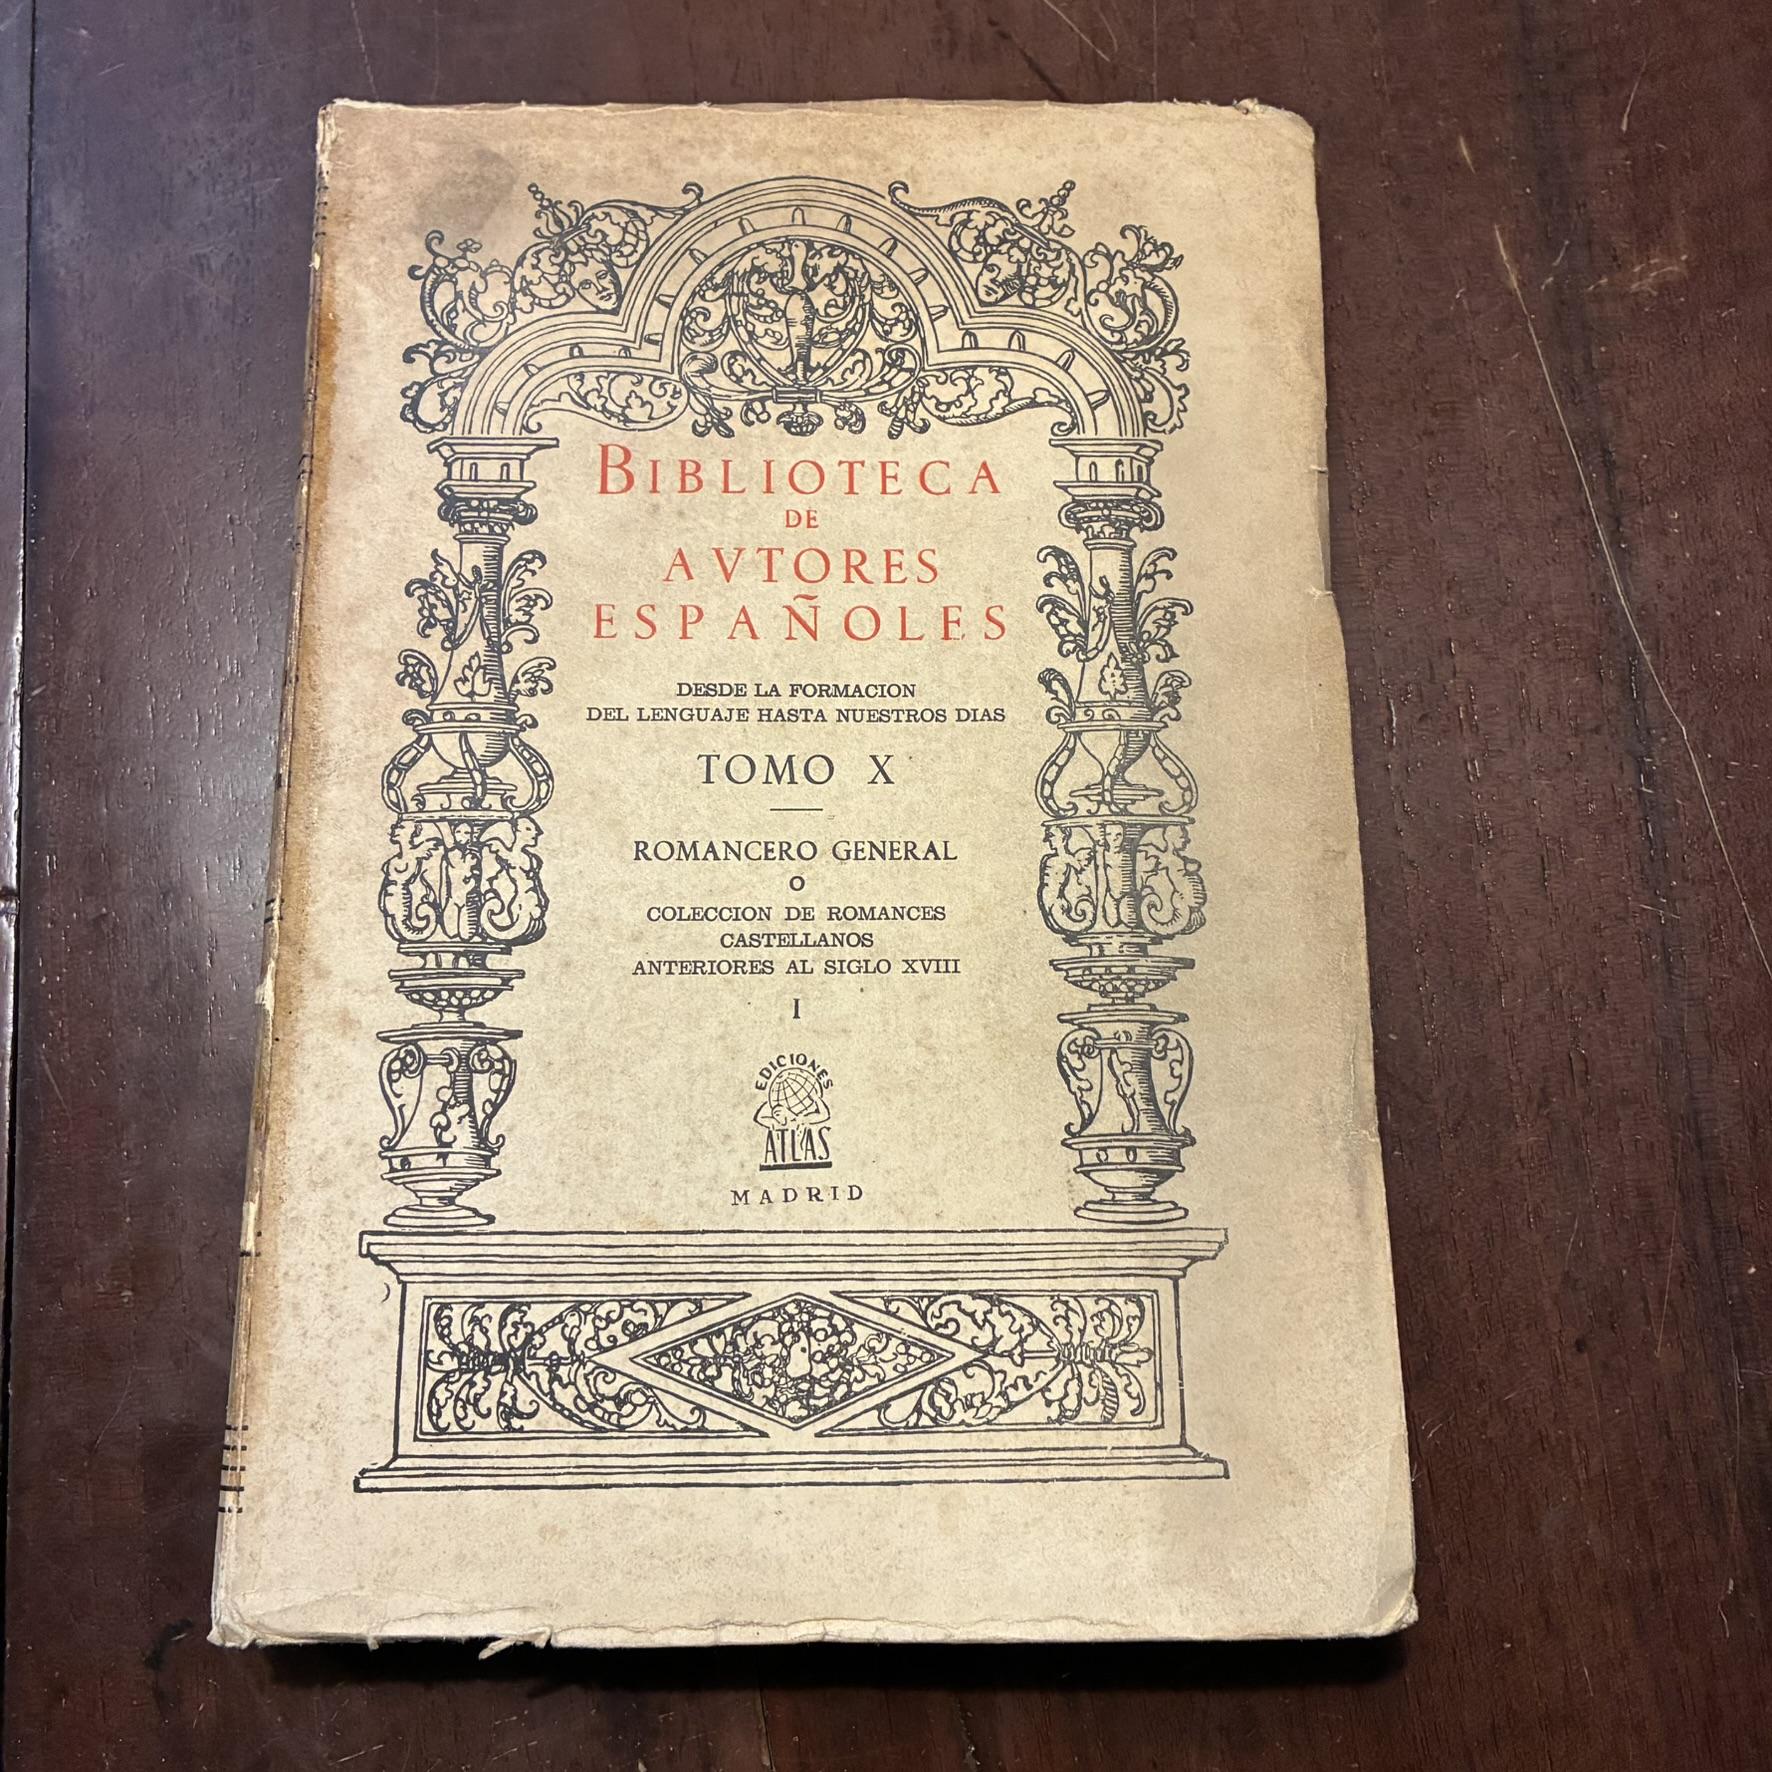 BIBLIOTECA
DE
AVTORES
ESPAÑOLES
DESDE LA FORMACION
DEL LENGUAJE HASTA NUESTROS DIAS
TOMO X
ROMANCERO GENERAL
O
COLECCION DE ROMANCES
CASTELLANOS
ANTERIORES AL SIGLO XVIII
I
EDICIONES
ATLAS
MADRID